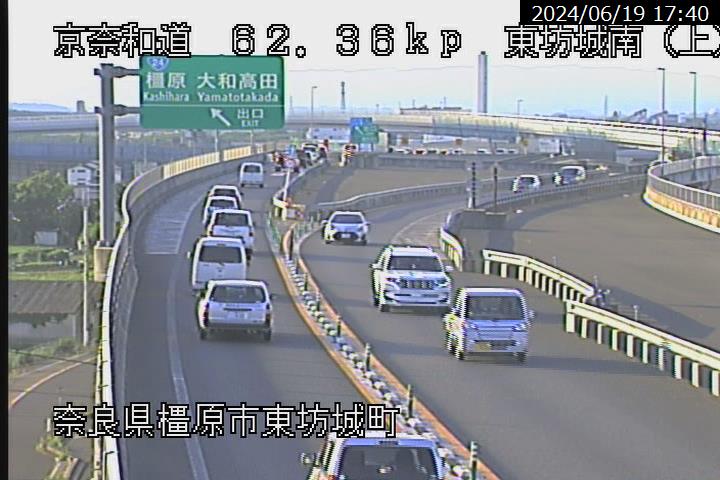 2024/06/19 17:40
京奈和道 62.36kp 東坊城南(上)
24
橿原 大和高田
Kashihara Yamatotakada
出口
EXIT
奈良県橿原市東坊城町